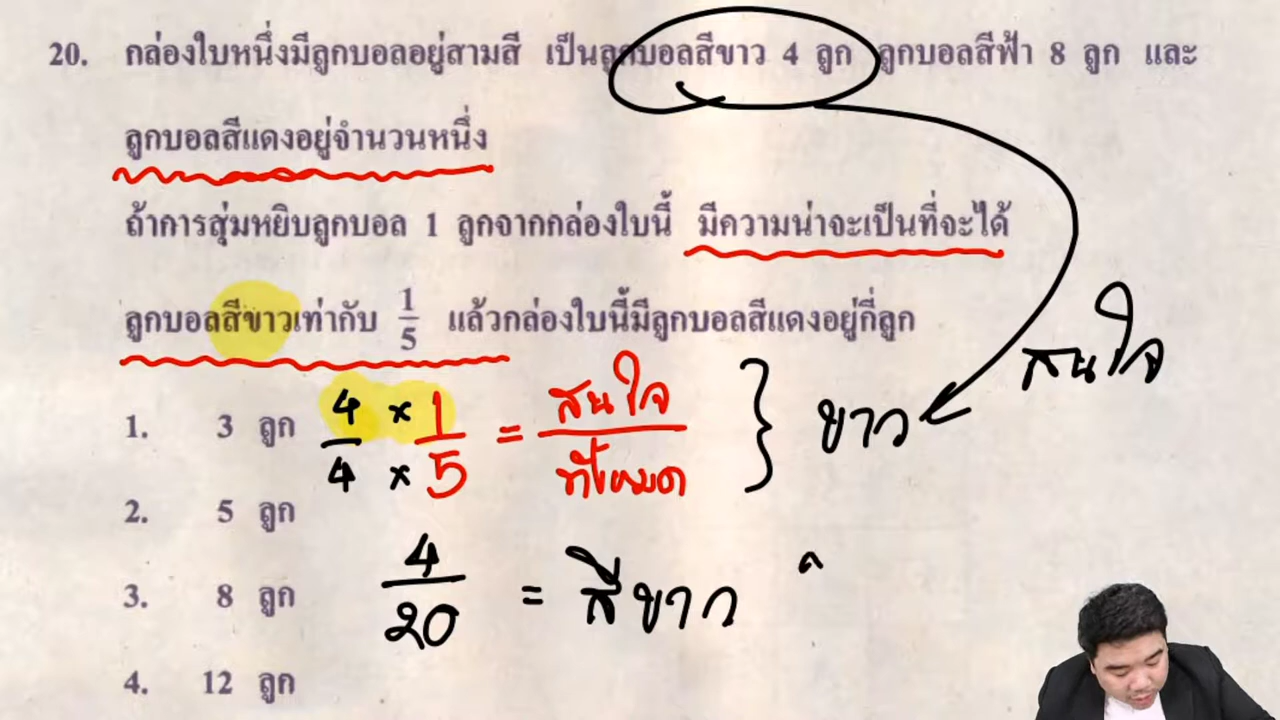 20. กล่องใบหนึ่งมีลูกบอลอยู่สามสี เป็นลูกบอลสีขาว 4 ลูก ลูกบอลสีฟ้า 8 ลูก และ
ลูกบอลสีแดงอยู่จำนวนหนึ่ง
ถ้าการสุ่มหยิบลูกบอล 1 ลูกจากกล่องใบนี้ มีความน่าจะเป็นที่จะได้
ลูกบอลสีขาวเท่ากับ 1/5 แล้วกล่องใบนี้มีลูกบอลสีแดงอยู่กี่ลูก
สนใจ
1. 3 ลูก 4/4 × 1/5 = สนใจ/ทั้งหมด } ขาว
2. 5 ลูก
3. 8 ลูก 4/20 = สีขาว
4. 12 ลูก